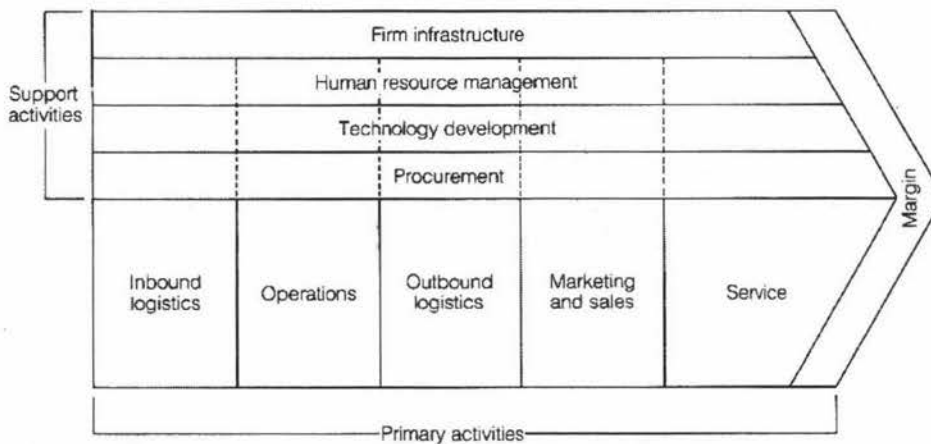 Firm infrastructure
Human resource management
Support
activities
Technology development
Procurement
Margin
Inbound
logistics
Operations
Outbound
logistics
Marketing
and sales
Service
Primary activities